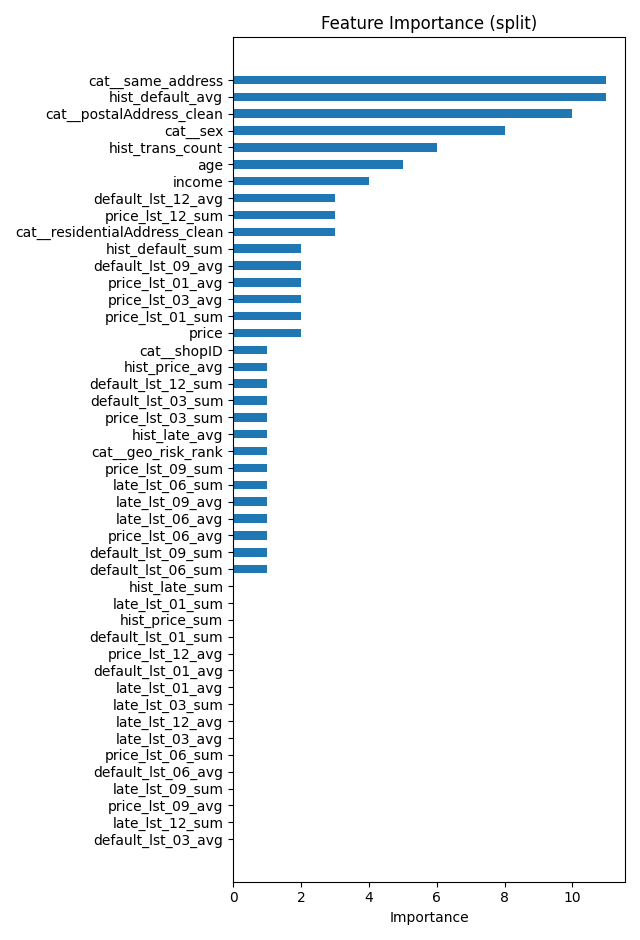 Feature Importance (split)
cat__same_address
hist_default_avg
cat__postalAddress_clean
cat__sex
hist_trans_count
age
income
default_lst_12_avg
price_lst_12_sum
cat__residentialAddress_clean
hist_default_sum
default_lst_09_avg
price_lst_01_avg
price_lst_03_avg
price_lst_01_sum
price
cat__shopID
hist_price_avg
default_lst_12_sum
default_lst_03_sum
price_lst_03_sum
hist_late_avg
cat__geo_risk_rank
price_lst_09_sum
late_lst_06_sum
late_lst_09_avg
late_lst_06_avg
price_lst_06_avg
default_lst_09_sum
default_lst_06_sum
hist_late_sum
late_lst_01_sum
hist_price_sum
default_lst_01_sum
price_lst_12_avg
default_lst_01_avg
late_lst_01_avg
late_lst_03_sum
late_lst_12_avg
late_lst_03_avg
price_lst_06_sum
default_lst_06_avg
late_lst_09_sum
price_lst_09_avg
late_lst_12_sum
default_lst_03_avg
0 2 4 6 8 10
Importance